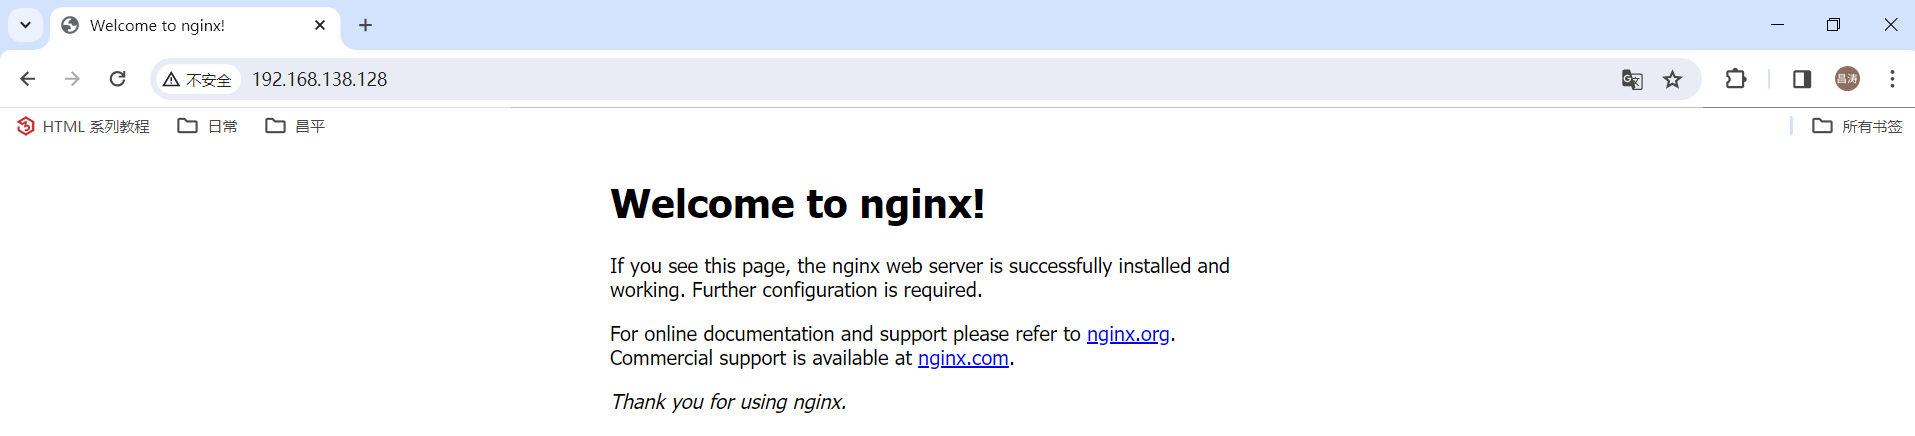 Welcome to nginx!
不安全 192.168.138.128
昌涛
HTML 系列教程 日常 昌平 所有书签
Welcome to nginx!
If you see this page, the nginx web server is successfully installed and
working. Further configuration is required.
For online documentation and support please refer to nginx.org.
Commercial support is available at nginx.com.
Thank you for using nginx.